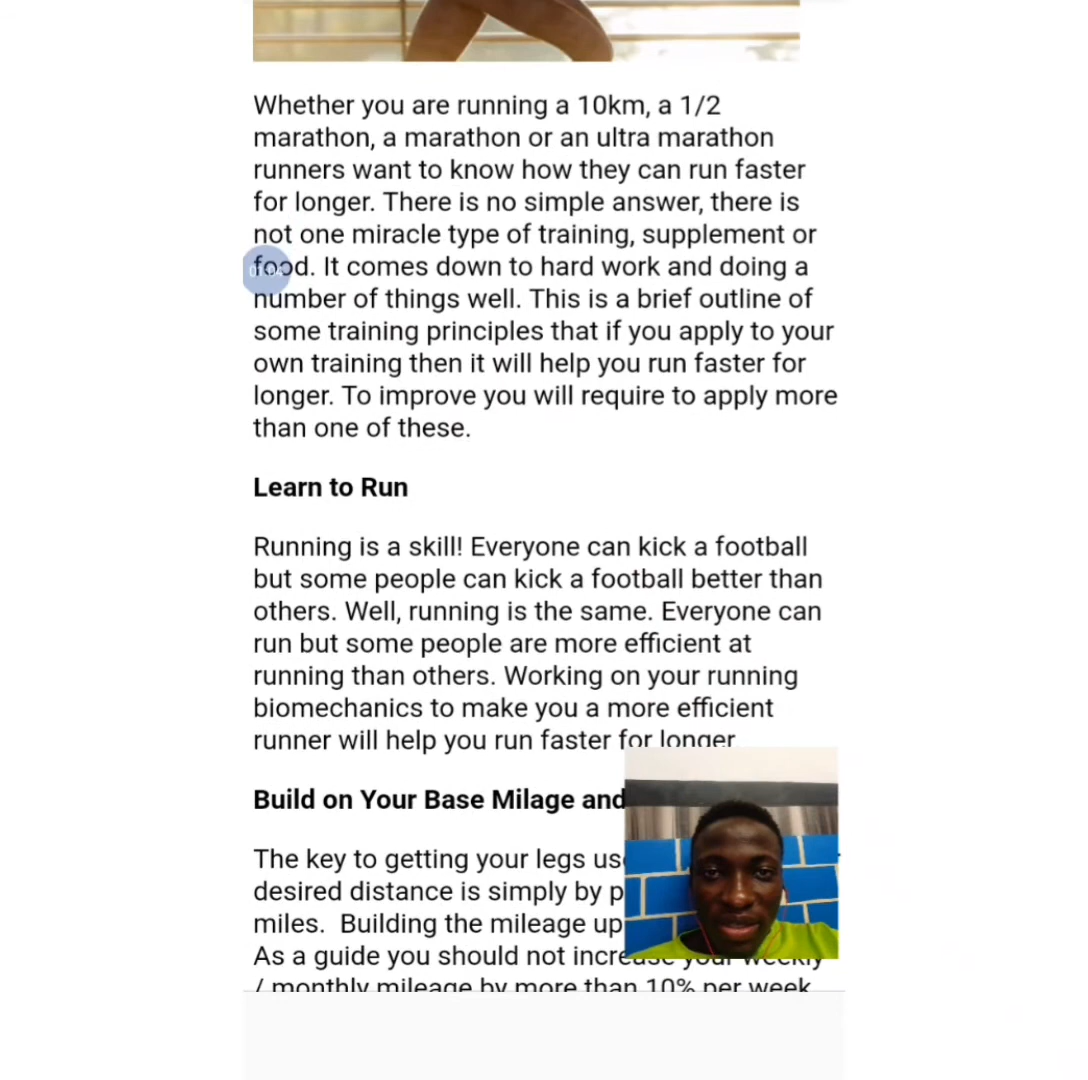 Whether you are running a 10km, a 1/2
marathon, a marathon or an ultra marathon
runners want to know how they can run faster
for longer. There is no simple answer, there is
not one miracle type of training, supplement or
food. It comes down to hard work and doing a
number of things well. This is a brief outline of
some training principles that if you apply to your
own training then it will help you run faster for
longer. To improve you will require to apply more
than one of these.
Learn to Run
Running is a skill! Everyone can kick a football
but some people can kick a football better than
others. Well, running is the same. Everyone can
run but some people are more efficient at
running than others. Working on your running
biomechanics to make you a more efficient
runner will help you run faster for longer.
Build on Your Base Milage and
The key to getting your legs
desired distance is simply by
miles. Building the mileage up
As a guide you should not increase your weekly
/ monthly mileage by more than 10% per week